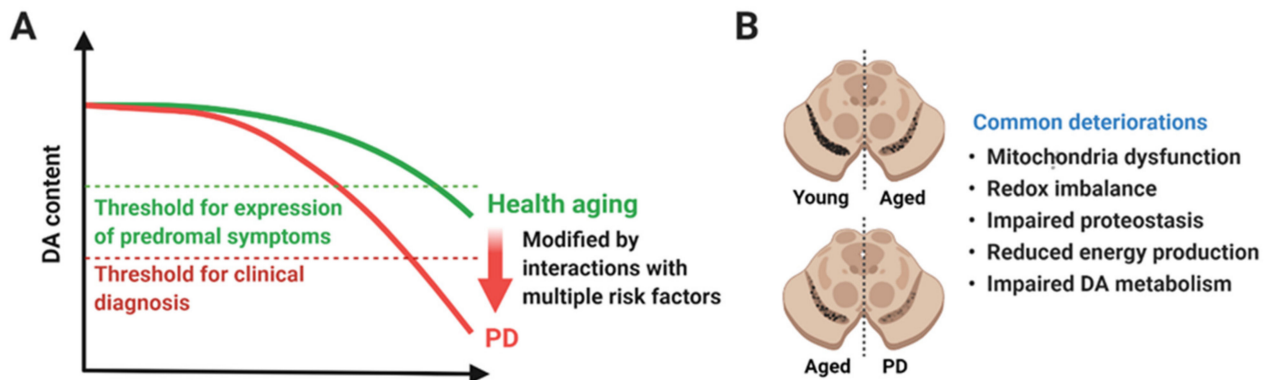 A
DA content
Threshold for expression
of predromal symptoms
Threshold for clinical
diagnosis
Health aging
Modified by
interactions with
multiple risk factors
PD
B
Young
Aged
Aged
PD
Common deteriorations
• Mitochondria dysfunction
• Redox imbalance
• Impaired proteostasis
• Reduced energy production
• Impaired DA metabolism